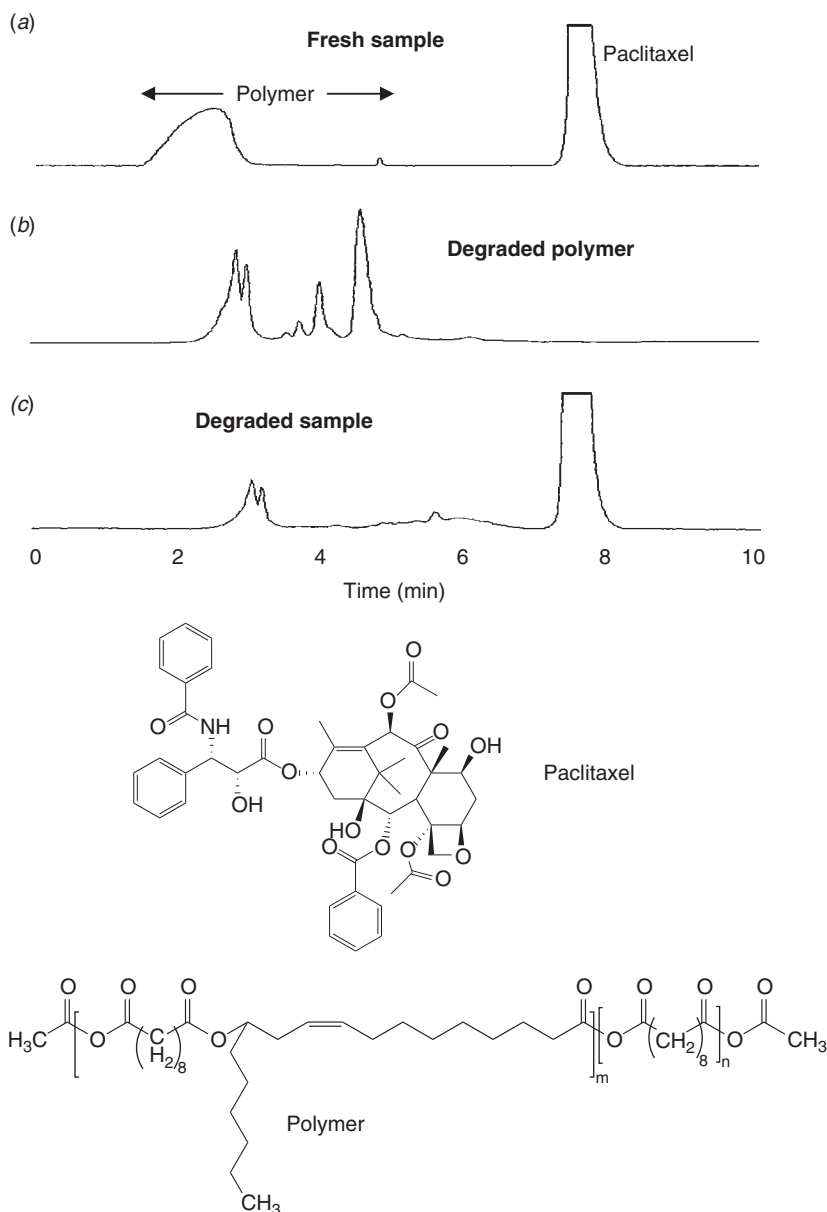 (a)
Fresh sample
Paclitaxel
Polymer
(b)
Degraded polymer
(c)
Degraded sample
0 2 4 6 8 10
Time (min)
O
O
O
O NH O O
O OH
OH HO
O O O O
O
Paclitaxel
O O O O O O O
H3C O (C H2)8 O O (CH2)8 O CH3
m n
Polymer
CH3